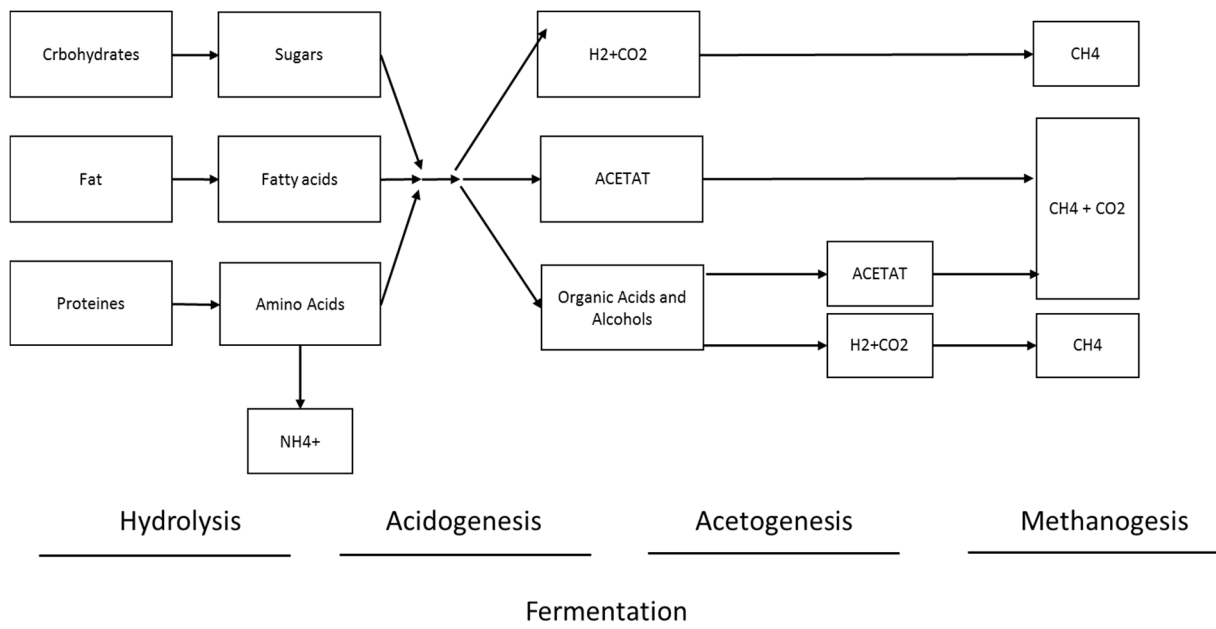 Crbohydrates
Sugars
H2+CO2
CH4
Fat
Fatty acids
ACETAT
CH4 + CO2
Proteines
Amino Acids
Organic Acids and
Alcohols
ACETAT
H2+CO2
CH4
NH4+
Hydrolysis
Acidogenesis
Acetogenesis
Methanogesis
Fermentation